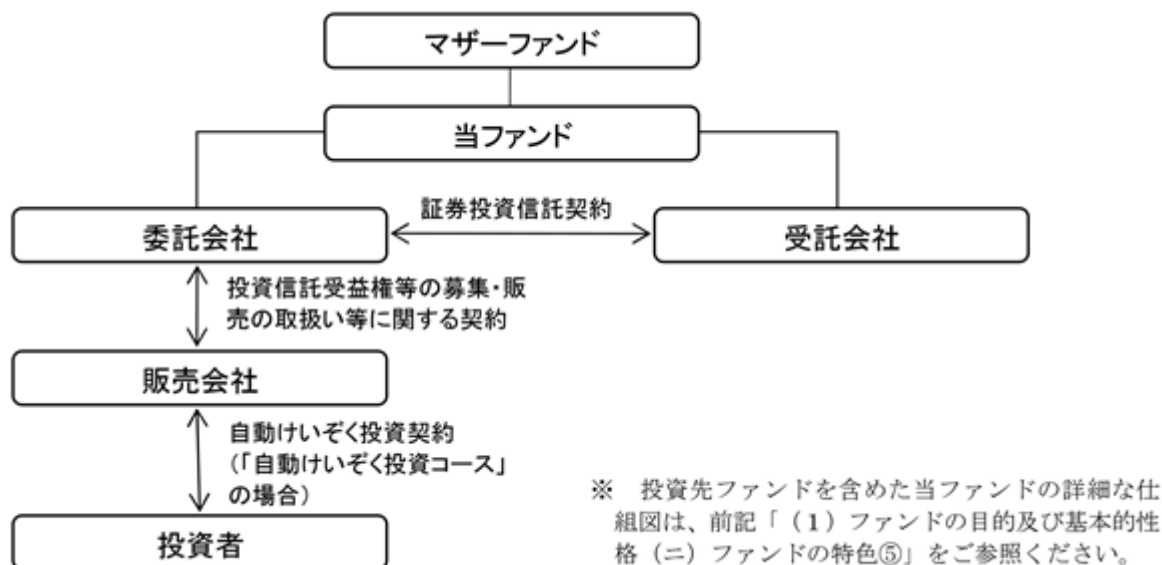 マザーファンド
当ファンド
証券投資信託契約
委託会社
受託会社
投資信託受益権等の募集・販
売の取扱い等に関する契約
販売会社
自動けいぞく投資契約
(「自動けいぞく投資コース」
の場合)
投資者
※ 投資先ファンドを含めた当ファンドの詳細な仕
組図は、前記「（１）ファンドの目的及び基本的性
格（ニ）ファンドの特色⑤」をご参照ください。